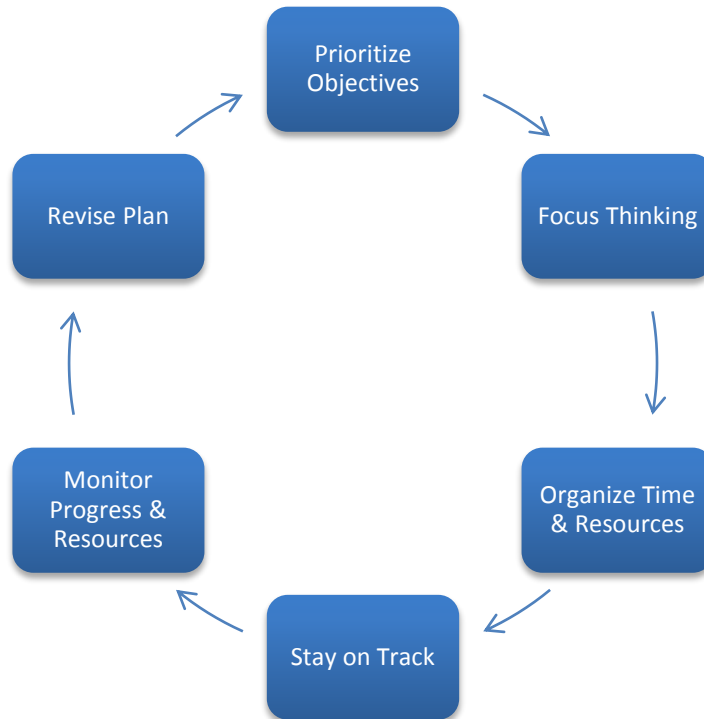 Prioritize
Objectives
Focus Thinking
Organize Time
& Resources
Stay on Track
Monitor
Progress &
Resources
Revise Plan